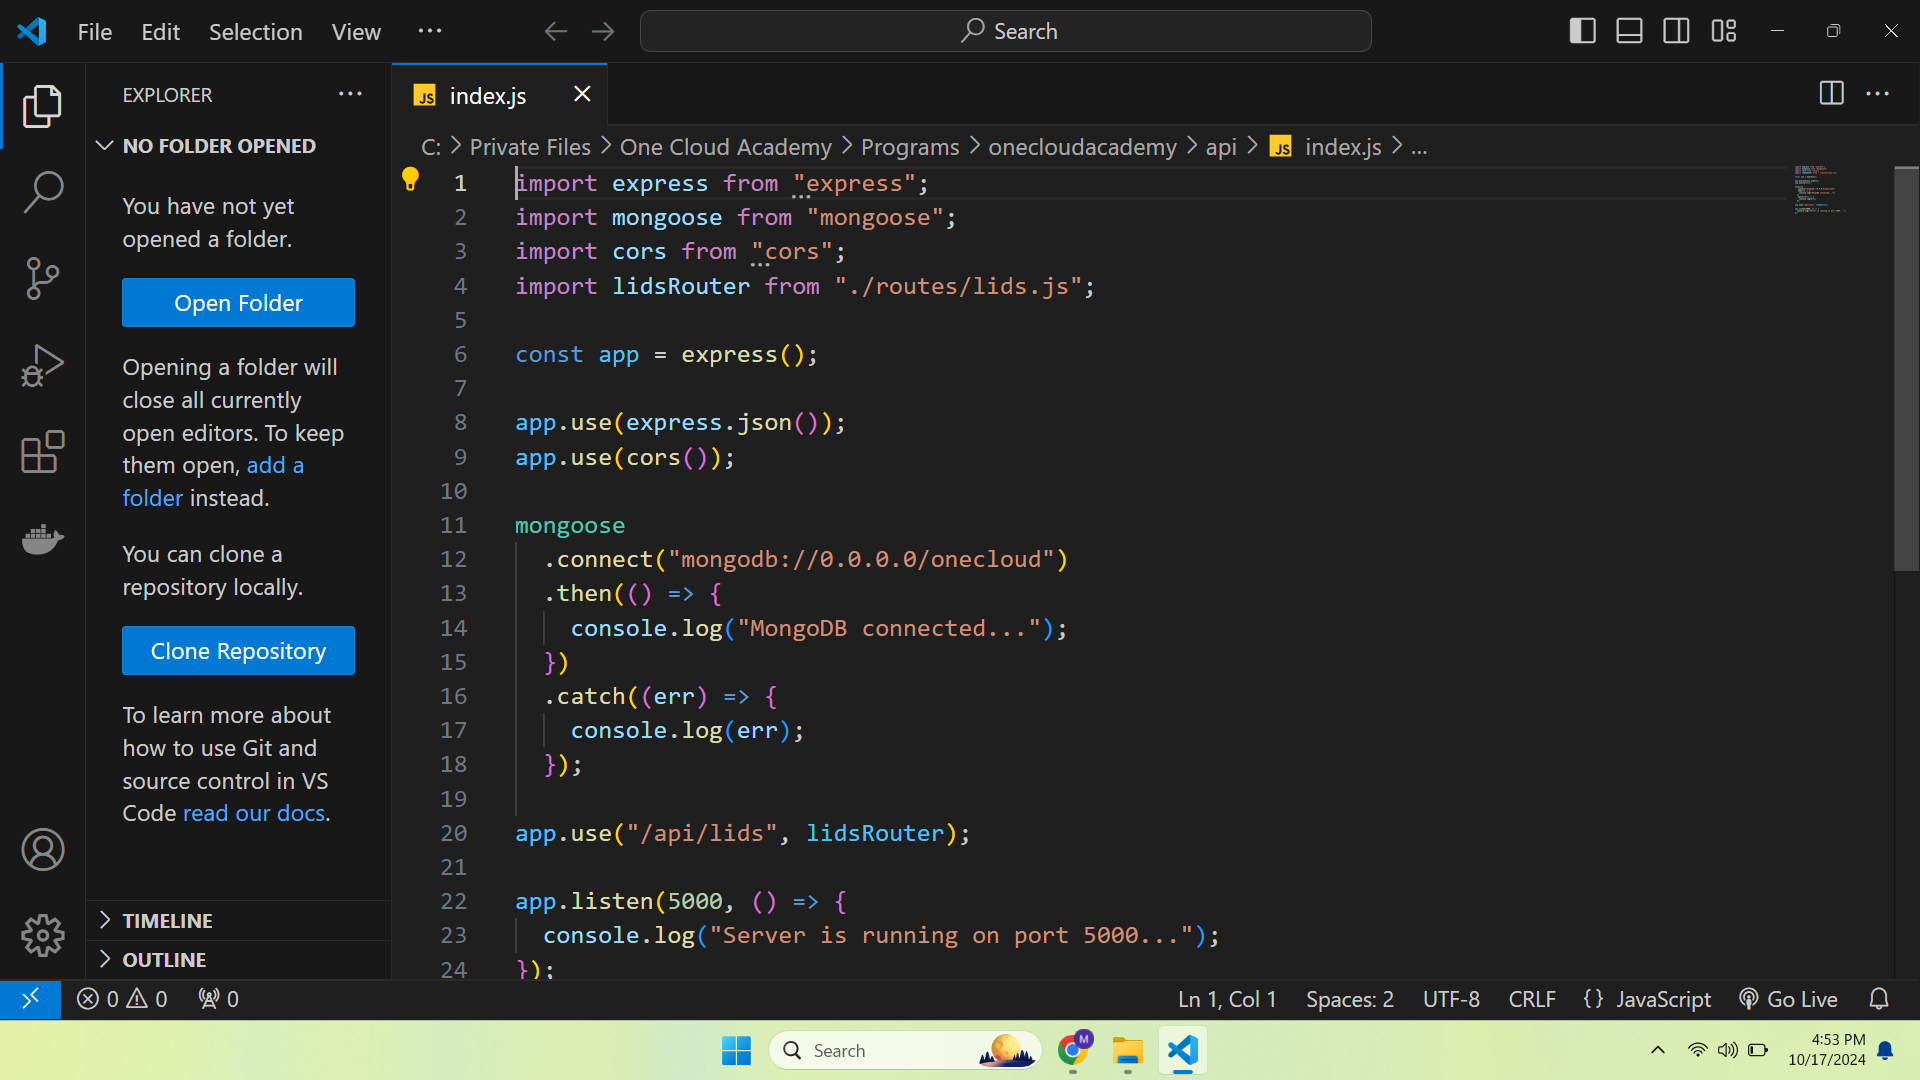 File Edit Selection View ...
Search
EXPLORER ...
NO FOLDER OPENED
You have not yet
opened a folder.
Open Folder
Opening a folder will
close all currently
open editors. To keep
them open, add a
folder instead.
You can clone a
repository locally.
Clone Repository
To learn more about
how to use Git and
source control in VS
Code read our docs.
TIMELINE
OUTLINE
JS index.js
C: > Private Files > One Cloud Academy > Programs > onecloudacademy > api > JS index.js > ...
1 import express from "express";
2 import mongoose from "mongoose";
3 import cors from "cors";
4 import lidsRouter from "./routes/lids.js";
5
6 const app = express();
7
8 app.use(express.json());
9 app.use(cors());
10
11 mongoose
12 .connect("mongodb://0.0.0.0/onecloud")
13 .then(() => {
14 console.log("MongoDB connected...");
15 })
16 .catch((err) => {
17 console.log(err);
18 });
19
20 app.use("/api/lids", lidsRouter);
21
22 app.listen(5000, () => {
23 console.log("Server is running on port 5000...");
24 });
0 0 0
Ln 1, Col 1 Spaces: 2 UTF-8 CRLF {} JavaScript Go Live
Search
M
4:53 PM
10/17/2024